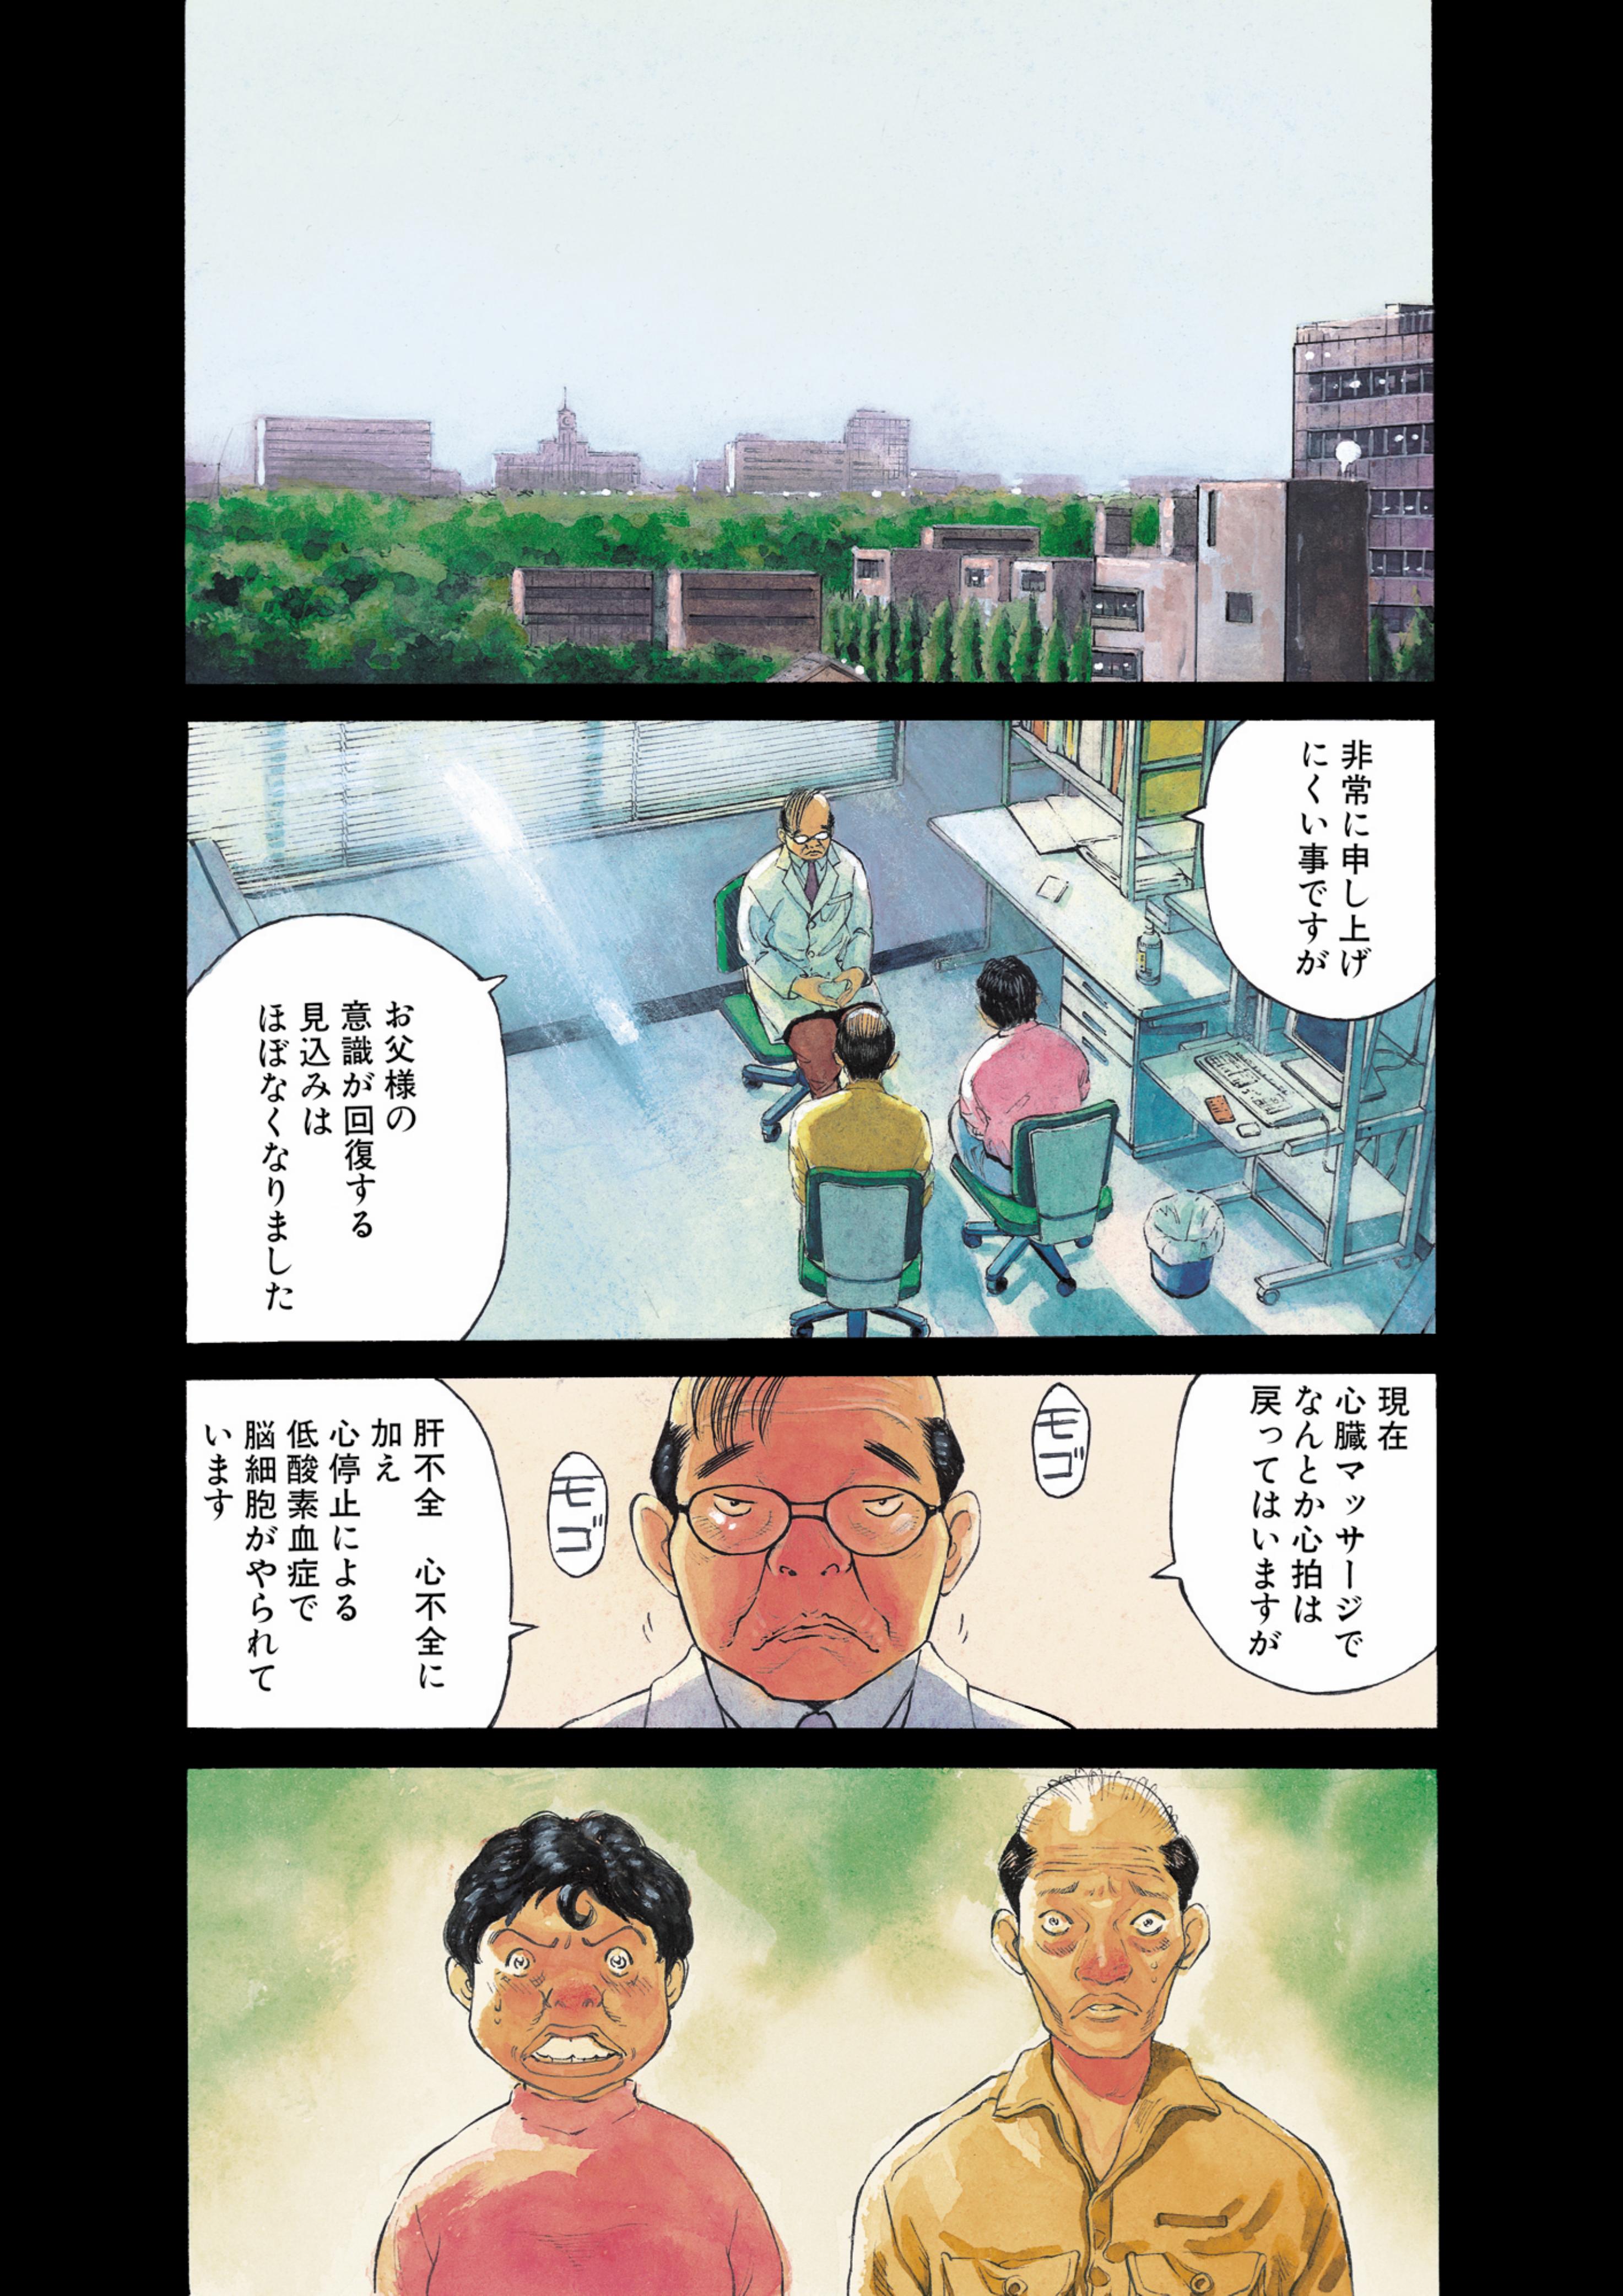 非常に申し上げ
にくい事ですが
お父様の
意識が回復する
見込みは
ほぼなくなりました
現在
心臓マッサージで
なんとか心拍は
戻ってはいますが
モゴ
モゴ
肝不全　心不全に
加え
心停止による
低酸素血症で
脳細胞がやられて
います